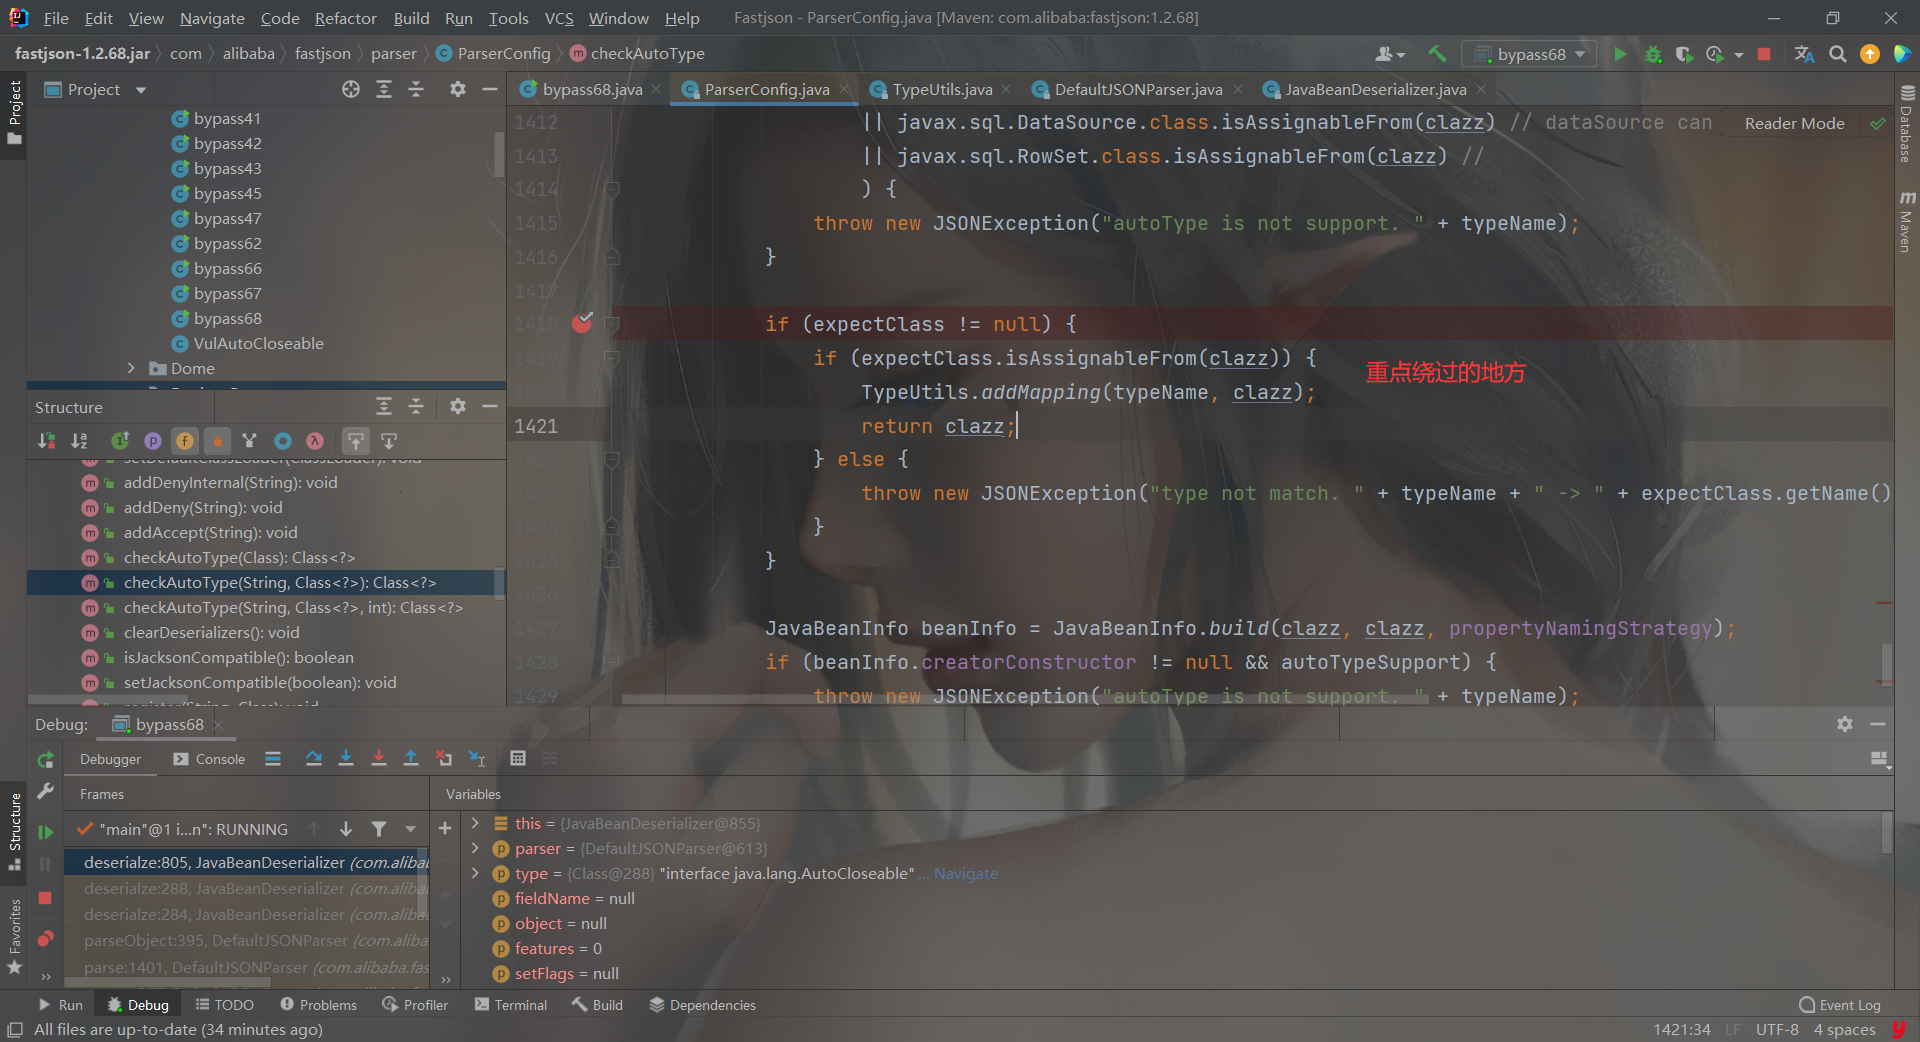 File Edit View Navigate Code Refactor Build Run Tools VCS Window Help Fastjson - ParserConfig.java [Maven: com.alibaba:fastjson:1.2.68]
fastjson-1.2.68.jar com alibaba fastjson parser ParserConfig checkAutoType
bypass68
Project
bypass68.java ParserConfig.java TypeUtils.java DefaultJSONParser.java JavaBeanDeserializer.java
Project
Structure
Favorites
Database
Maven
bypass41
bypass42
bypass43
bypass45
bypass47
bypass62
bypass66
bypass67
bypass68
VulAutoCloseable
Dome
Structure
setDefaultClassLoader(ClassLoader): void
addDenyInternal(String): void
addDeny(String): void
addAccept(String): void
checkAutoType(Class): Class<?>
checkAutoType(String, Class<?>): Class<?>
checkAutoType(String, Class<?>, int): Class<?>
clearDeserializers(): void
isJacksonCompatible(): boolean
setJacksonCompatible(boolean): void
register(String, Class): void
Reader Mode
1412 || javax.sql.DataSource.class.isAssignableFrom(clazz) // dataSource can
1413 || javax.sql.RowSet.class.isAssignableFrom(clazz) //
1414 ) {
1415 throw new JSONException("autoType is not support. " + typeName);
1416 }
1417
1418 if (expectClass != null) {
1419 if (expectClass.isAssignableFrom(clazz)) {
重点绕过的地方
1420 TypeUtils.addMapping(typeName, clazz);
1421 return clazz;
1422 } else {
1423 throw new JSONException("type not match. " + typeName + " -> " + expectClass.getName()
1424 }
1425 }
1426
1427 JavaBeanInfo beanInfo = JavaBeanInfo.build(clazz, clazz, propertyNamingStrategy);
1428 if (beanInfo.creatorConstructor != null && autoTypeSupport) {
1429 throw new JSONException("autoType is not support. " + typeName);
Debug: bypass68
Debugger Console
Frames
Variables
"main"@1 i...n": RUNNING
deserialze:805, JavaBeanDeserializer (com.aliba
deserialze:288, JavaBeanDeserializer (com.aliba
deserialze:284, JavaBeanDeserializer (com.aliba
parseObject:395, DefaultJSONParser (com.aliba
parse:1401, DefaultJSONParser (com.alibaba.fas
this = {JavaBeanDeserializer@855}
parser = {DefaultJSONParser@613}
type = {Class@288} "interface java.lang.AutoCloseable" ... Navigate
fieldName = null
object = null
features = 0
setFlags = null
Run Debug TODO Problems Profiler Terminal Build Dependencies Event Log
All files are up-to-date (34 minutes ago) 1421:34 LF UTF-8 4 spaces